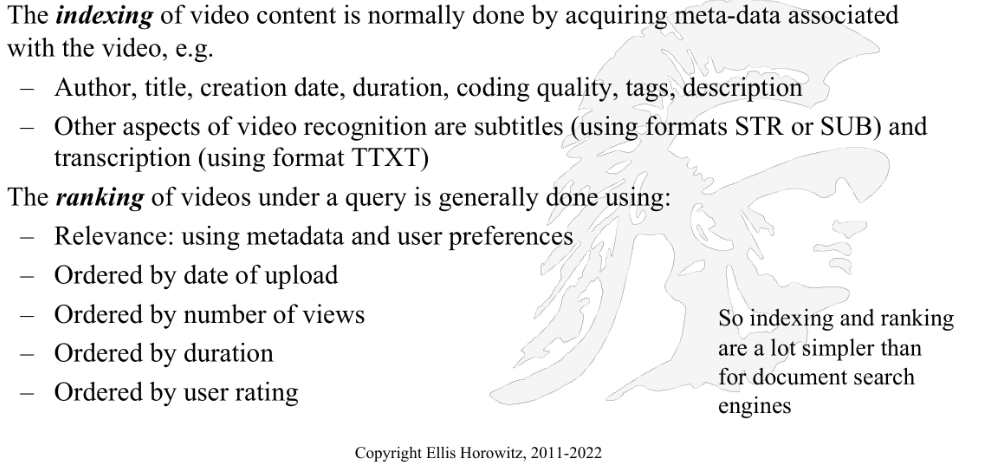 The indexing of video content is normally done by acquiring meta-data associated
with the video, e.g.
– Author, title, creation date, duration, coding quality, tags, description
– Other aspects of video recognition are subtitles (using formats STR or SUB) and
transcription (using format TTXT)
The ranking of videos under a query is generally done using:
– Relevance: using metadata and user preferences
– Ordered by date of upload
– Ordered by number of views
– Ordered by duration
– Ordered by user rating
So indexing and ranking
are a lot simpler than
for document search
engines
Copyright Ellis Horowitz, 2011-2022